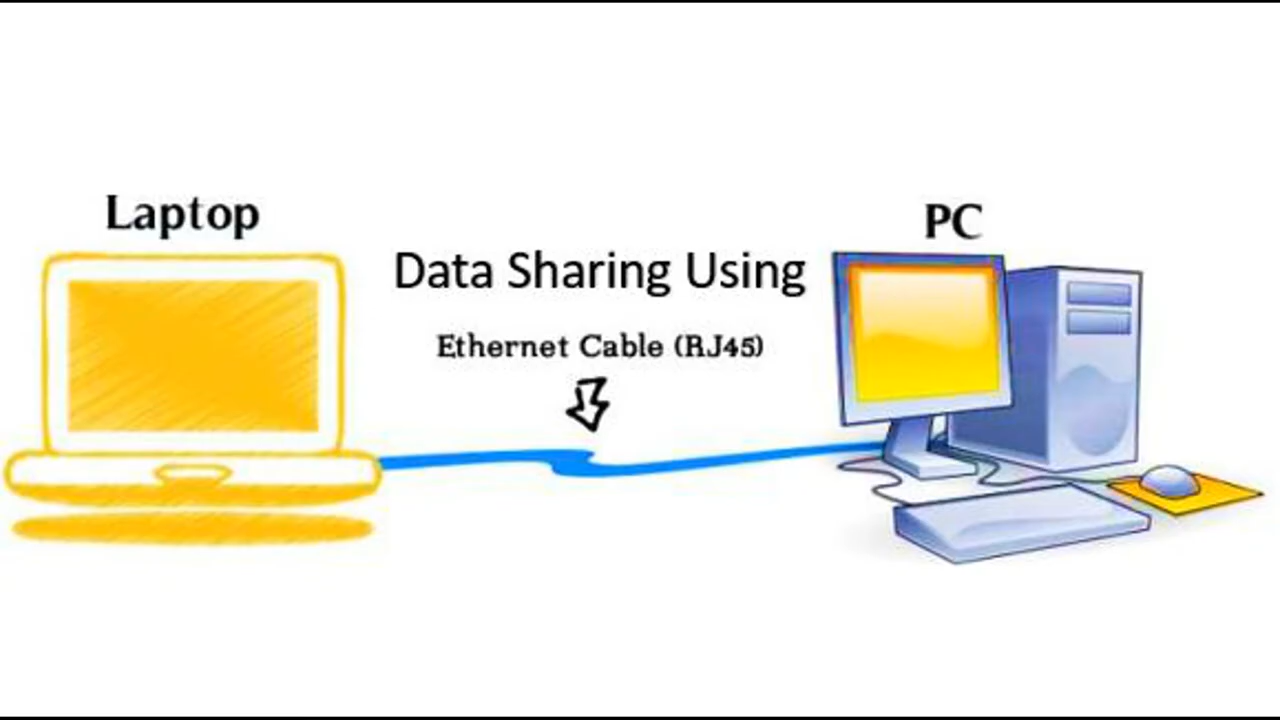 Laptop
PC
Data Sharing Using
Ethernet Cable (RJ45)